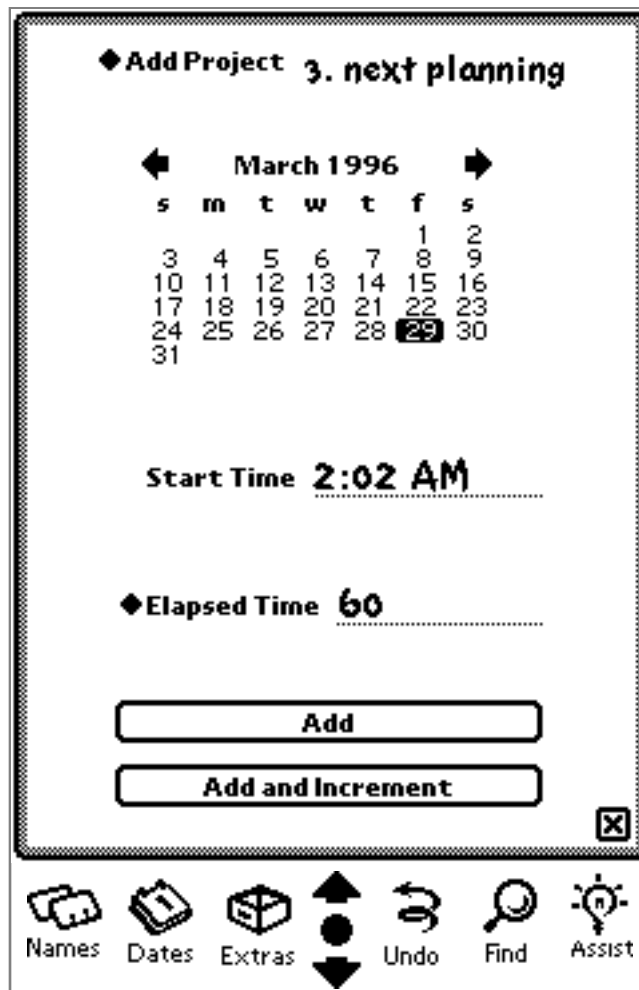 ◆Add Project 3. next planning
March 1996
s m t w t f s
1 2
3 4 5 6 7 8 9
10 11 12 13 14 15 16
17 18 19 20 21 22 23
24 25 26 27 28 29 30
31
Start Time 2:02 AM
◆Elapsed Time 60
Add
Add and Increment
Names Dates Extras Undo Find Assist